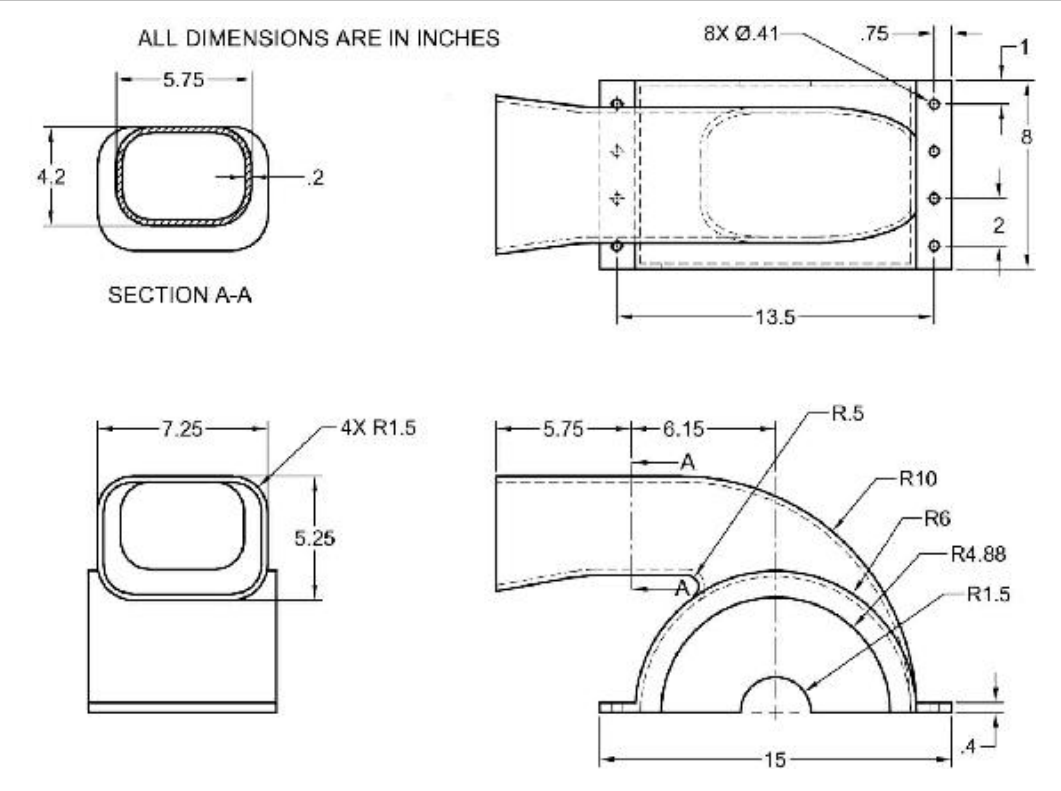 ALL DIMENSIONS ARE IN INCHES
8X Ø.41
.75
1
5.75
4.2
.2
8
2
SECTION A-A
13.5
7.25
4X R1.5
5.25
5.75
6.15
R.5
A
R10
R6
R4.88
R1.5
A
.4
15